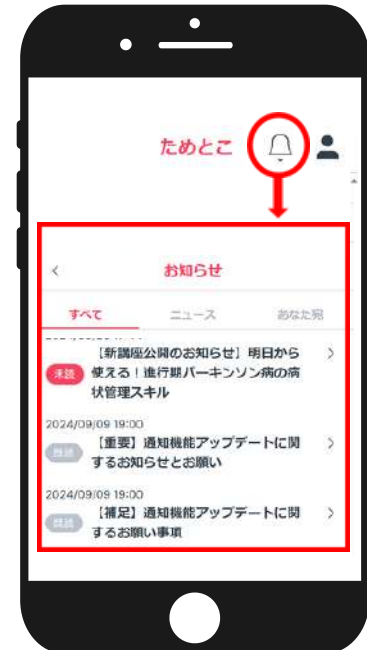 ためとこ
お知らせ
すべて
ニュース
あなた宛
未読
【新講座公開のお知らせ】明日から
使える！進行期パーキンソン病の病
状管理スキル
2024/09/09 19:00
既読
【重要】通知機能アップデートに関
するお知らせとお願い
2024/09/09 19:00
既読
【補足】通知機能アップデートに関
するお願い事項